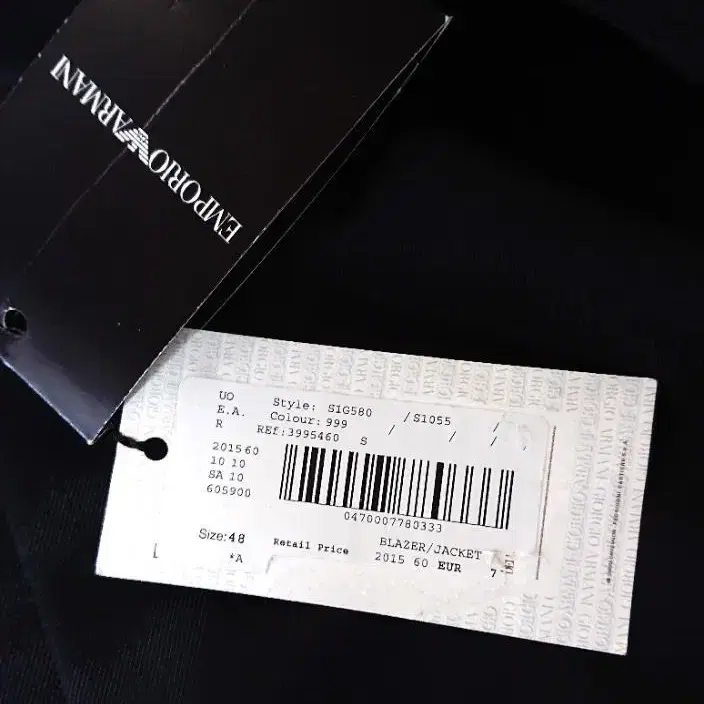 EMPORIO ARMANI
UO
E.A.
R
Style: S1G580 /S1055 /
Colour: 999 / / /
REf: 3995460 S
201560
10 10
SA 10
605900
0470007780333
Size: 48
*A
Retail Price
BLAZER/JACKET
2015 60 EUR 7
L